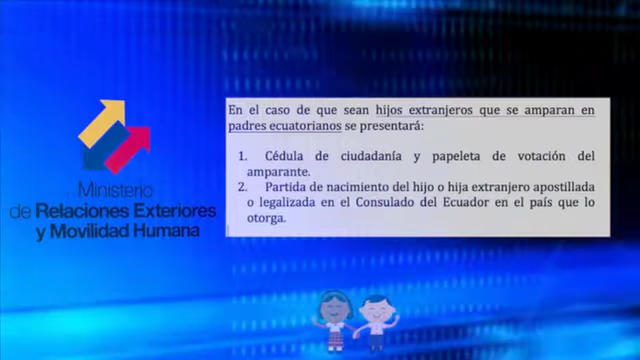 Ministerio
de Relaciones Exteriores
y Movilidad Humana
En el caso de que sean hijos extranjeros que se amparan en
padres ecuatorianos se presentará:
1. Cédula de ciudadanía y papeleta de votación del
amparante.
2. Partida de nacimiento del hijo o hija extranjero apostillada
o legalizada en el Consulado del Ecuador en el país que lo
otorga.